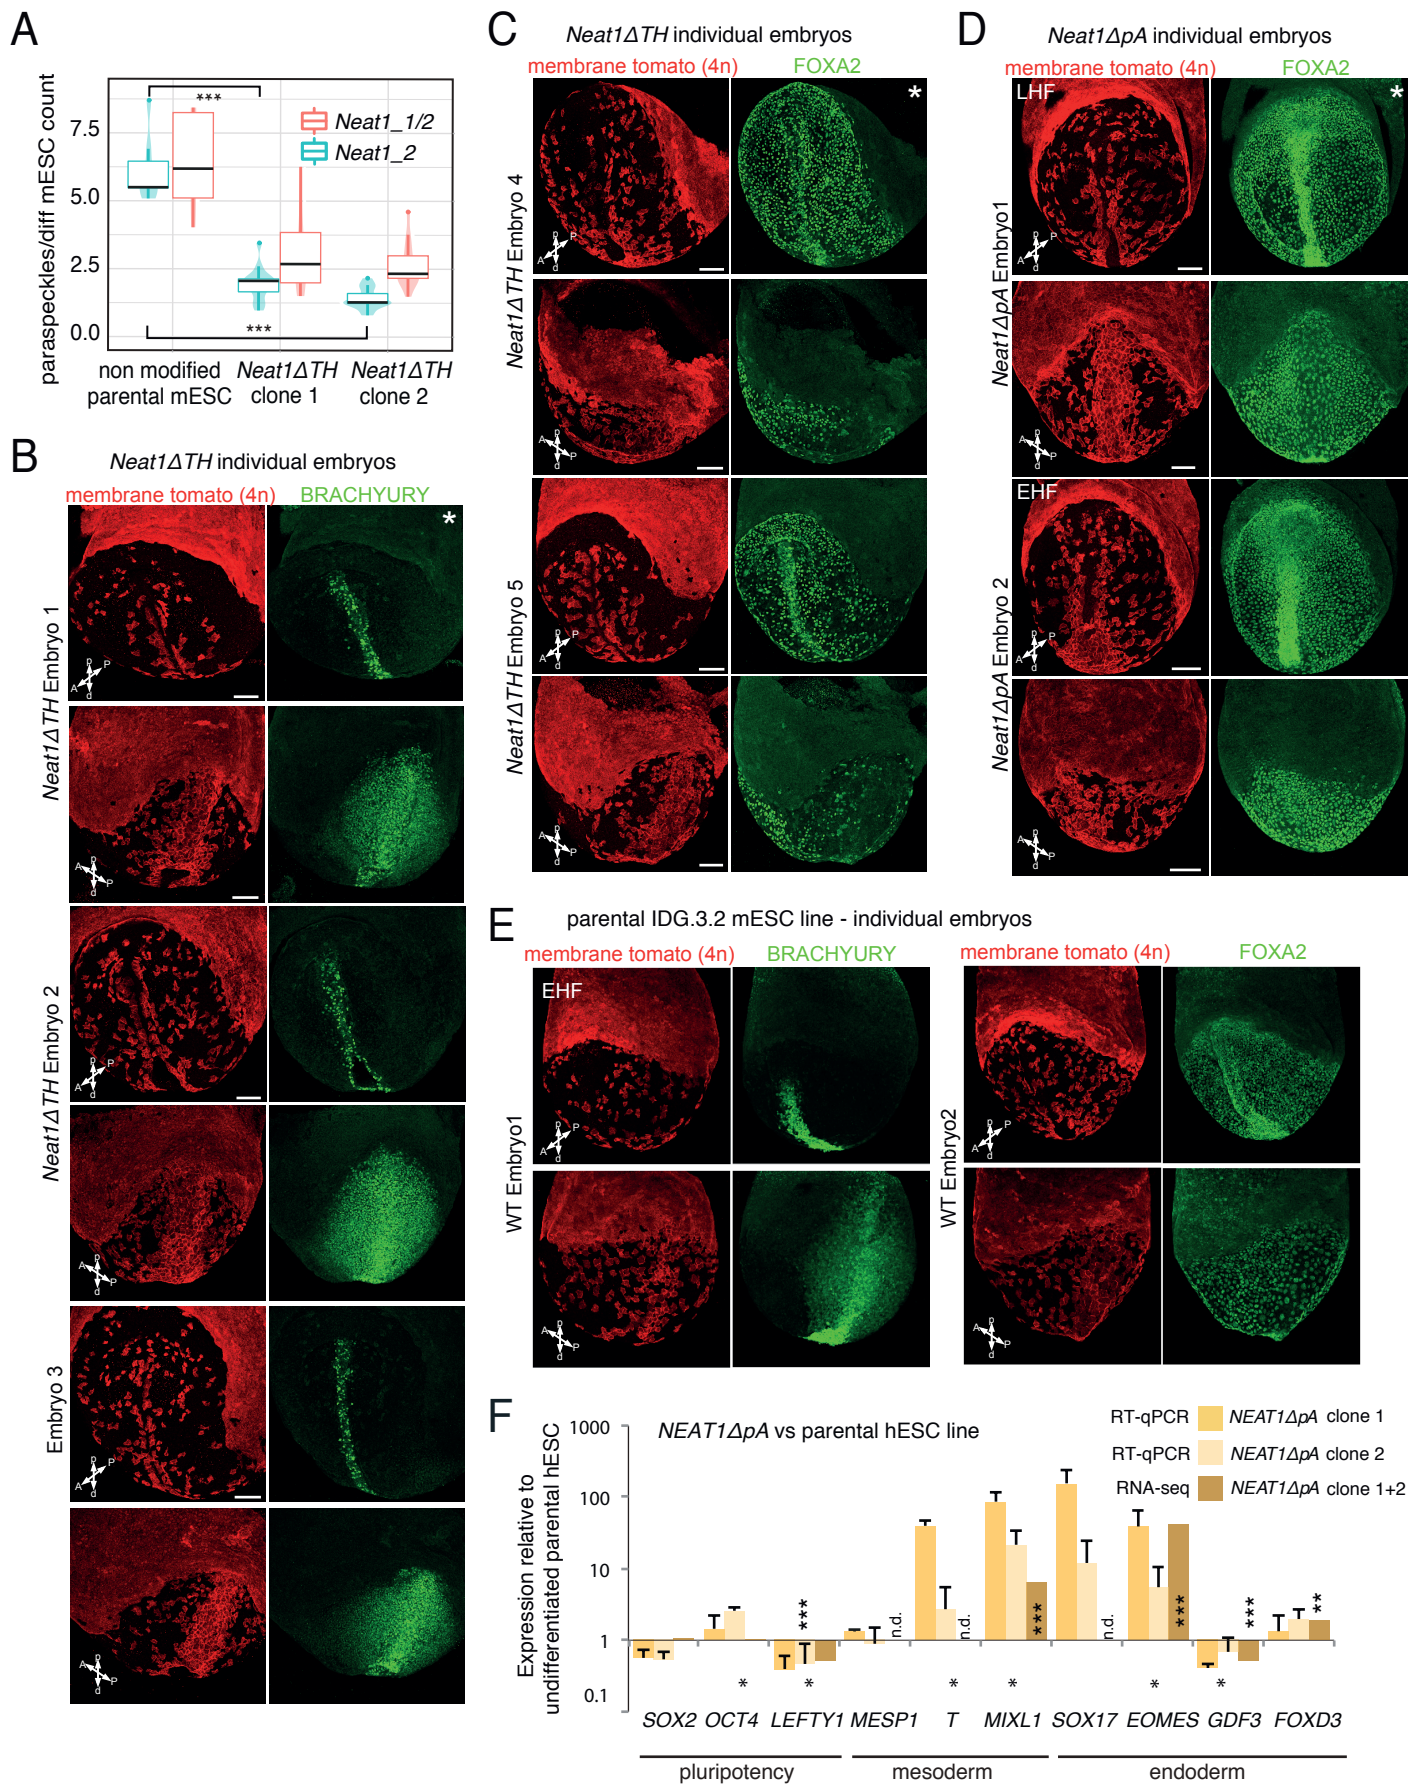 A
paraspeckles/diff mESC count
7.5
5.0
2.5
0.0
***
***
Neat1_1/2
Neat1_2
non modified
parental mESC
Neat1ΔTH
clone 1
Neat1ΔTH
clone 2
B
Neat1ΔTH individual embryos
membrane tomato (4n)
BRACHYURY
*
Neat1ΔTH Embryo 1
p
P
A
d
p
A
P
d
Neat1ΔTH Embryo 2
p
P
A
d
p
A
P
d
Embryo 3
p
P
A
d
p
A
P
d
C
Neat1ΔTH individual embryos
membrane tomato (4n)
FOXA2
*
Neat1ΔTH Embryo 4
p
P
A
d
p
A
P
d
Neat1ΔTH Embryo 5
p
P
A
d
p
A
P
d
D
Neat1ΔpA individual embryos
membrane tomato (4n)
FOXA2
LHF
*
Neat1ΔpA Embryo1
p
P
A
d
p
A
P
d
EHF
Neat1ΔpA Embryo 2
p
P
A
d
p
A
P
d
E
parental IDG.3.2 mESC line - individual embryos
membrane tomato (4n)
BRACHYURY
EHF
WT Embryo1
p
P
A
d
p
A
P
d
membrane tomato (4n)
FOXA2
WT Embryo2
p
P
A
d
p
A
P
d
F
NEAT1ΔpA vs parental hESC line
Expression relative to
undifferentiated parental hESC
1000
100
10
1
0.1
RT-qPCR NEAT1ΔpA clone 1
RT-qPCR NEAT1ΔpA clone 2
RNA-seq NEAT1ΔpA clone 1+2
***
n.d.
n.d.
***
n.d.
***
***
**
* * * * * *
SOX2 OCT4 LEFTY1 MESP1 T MIXL1 SOX17 EOMES GDF3 FOXD3
pluripotency mesoderm endoderm